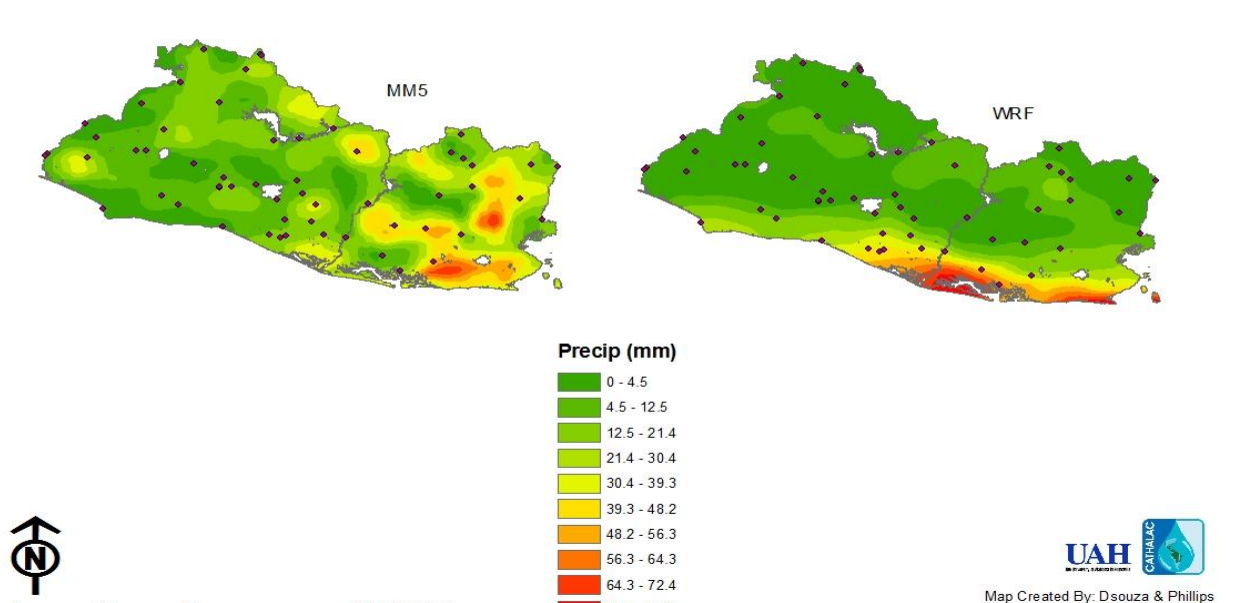 MM5
WRF
Precip (mm)
0 - 4.5
4.5 - 12.5
12.5 - 21.4
21.4 - 30.4
30.4 - 39.3
39.3 - 48.2
48.2 - 56.3
56.3 - 64.3
64.3 - 72.4
N
UAH
CATHALAC
Map Created By: Dsouza & Phillips